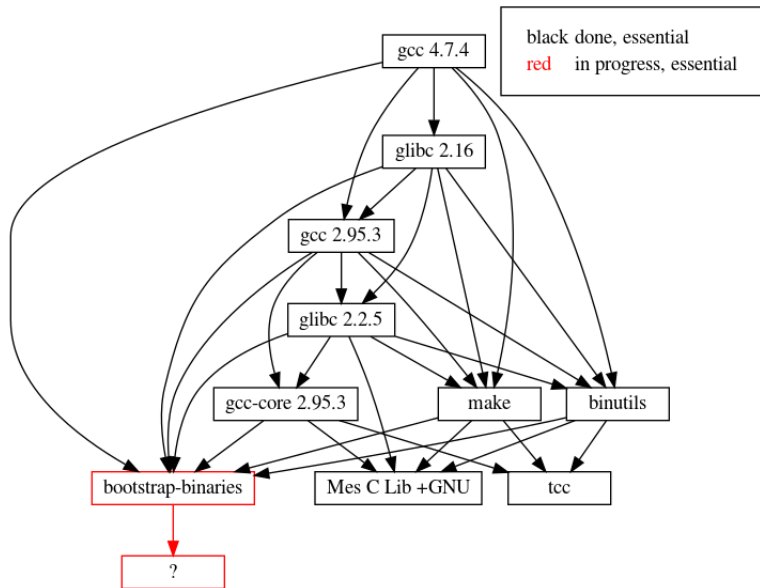 gcc 4.7.4
black done, essential
red in progress, essential
glibc 2.16
gcc 2.95.3
glibc 2.2.5
gcc-core 2.95.3
make
binutils
bootstrap-binaries
Mes C Lib +GNU
tcc
?